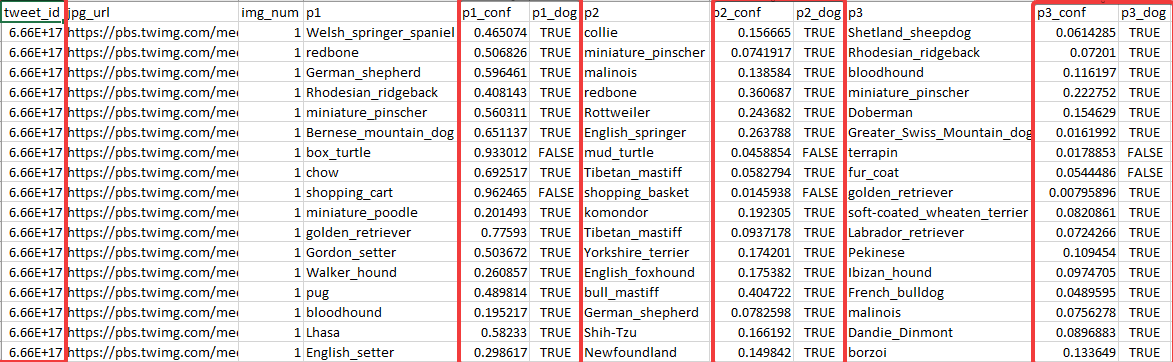 tweet_id jpg_url img_num p1 p1_conf p1_dog p2 p2_conf p2_dog p3 p3_conf p3_dog
6.66E+17 https://pbs.twimg.com/me 1 Welsh_springer_spaniel 0.465074 TRUE collie 0.156665 TRUE Shetland_sheepdog 0.0614285 TRUE
6.66E+17 https://pbs.twimg.com/me 1 redbone 0.506826 TRUE miniature_pinscher 0.0741917 TRUE Rhodesian_ridgeback 0.07201 TRUE
6.66E+17 https://pbs.twimg.com/me 1 German_shepherd 0.596461 TRUE malinois 0.138584 TRUE bloodhound 0.116197 TRUE
6.66E+17 https://pbs.twimg.com/me 1 Rhodesian_ridgeback 0.408143 TRUE redbone 0.360687 TRUE miniature_pinscher 0.222752 TRUE
6.66E+17 https://pbs.twimg.com/me 1 miniature_pinscher 0.560311 TRUE Rottweiler 0.243682 TRUE Doberman 0.154629 TRUE
6.66E+17 https://pbs.twimg.com/me 1 Bernese_mountain_dog 0.651137 TRUE English_springer 0.263788 TRUE Greater_Swiss_Mountain_dog 0.0161992 TRUE
6.66E+17 https://pbs.twimg.com/me 1 box_turtle 0.933012 FALSE mud_turtle 0.0458854 FALSE terrapin 0.0178853 FALSE
6.66E+17 https://pbs.twimg.com/me 1 chow 0.692517 TRUE Tibetan_mastiff 0.0582794 TRUE fur_coat 0.0544486 FALSE
6.66E+17 https://pbs.twimg.com/me 1 shopping_cart 0.962465 FALSE shopping_basket 0.0145938 FALSE golden_retriever 0.00795896 TRUE
6.66E+17 https://pbs.twimg.com/me 1 miniature_poodle 0.201493 TRUE komondor 0.192305 TRUE soft-coated_wheaten_terrier 0.0820861 TRUE
6.66E+17 https://pbs.twimg.com/me 1 golden_retriever 0.77593 TRUE Tibetan_mastiff 0.0937178 TRUE Labrador_retriever 0.0724266 TRUE
6.66E+17 https://pbs.twimg.com/me 1 Gordon_setter 0.503672 TRUE Yorkshire_terrier 0.174201 TRUE Pekinese 0.109454 TRUE
6.66E+17 https://pbs.twimg.com/me 1 Walker_hound 0.260857 TRUE English_foxhound 0.175382 TRUE Ibizan_hound 0.0974705 TRUE
6.66E+17 https://pbs.twimg.com/me 1 pug 0.489814 TRUE bull_mastiff 0.404722 TRUE French_bulldog 0.0489595 TRUE
6.66E+17 https://pbs.twimg.com/me 1 bloodhound 0.195217 TRUE German_shepherd 0.0782598 TRUE malinois 0.0756278 TRUE
6.66E+17 https://pbs.twimg.com/me 1 Lhasa 0.58233 TRUE Shih-Tzu 0.166192 TRUE Dandie_Dinmont 0.0896883 TRUE
6.66E+17 https://pbs.twimg.com/me 1 English_setter 0.298617 TRUE Newfoundland 0.149842 TRUE borzoi 0.133649 TRUE